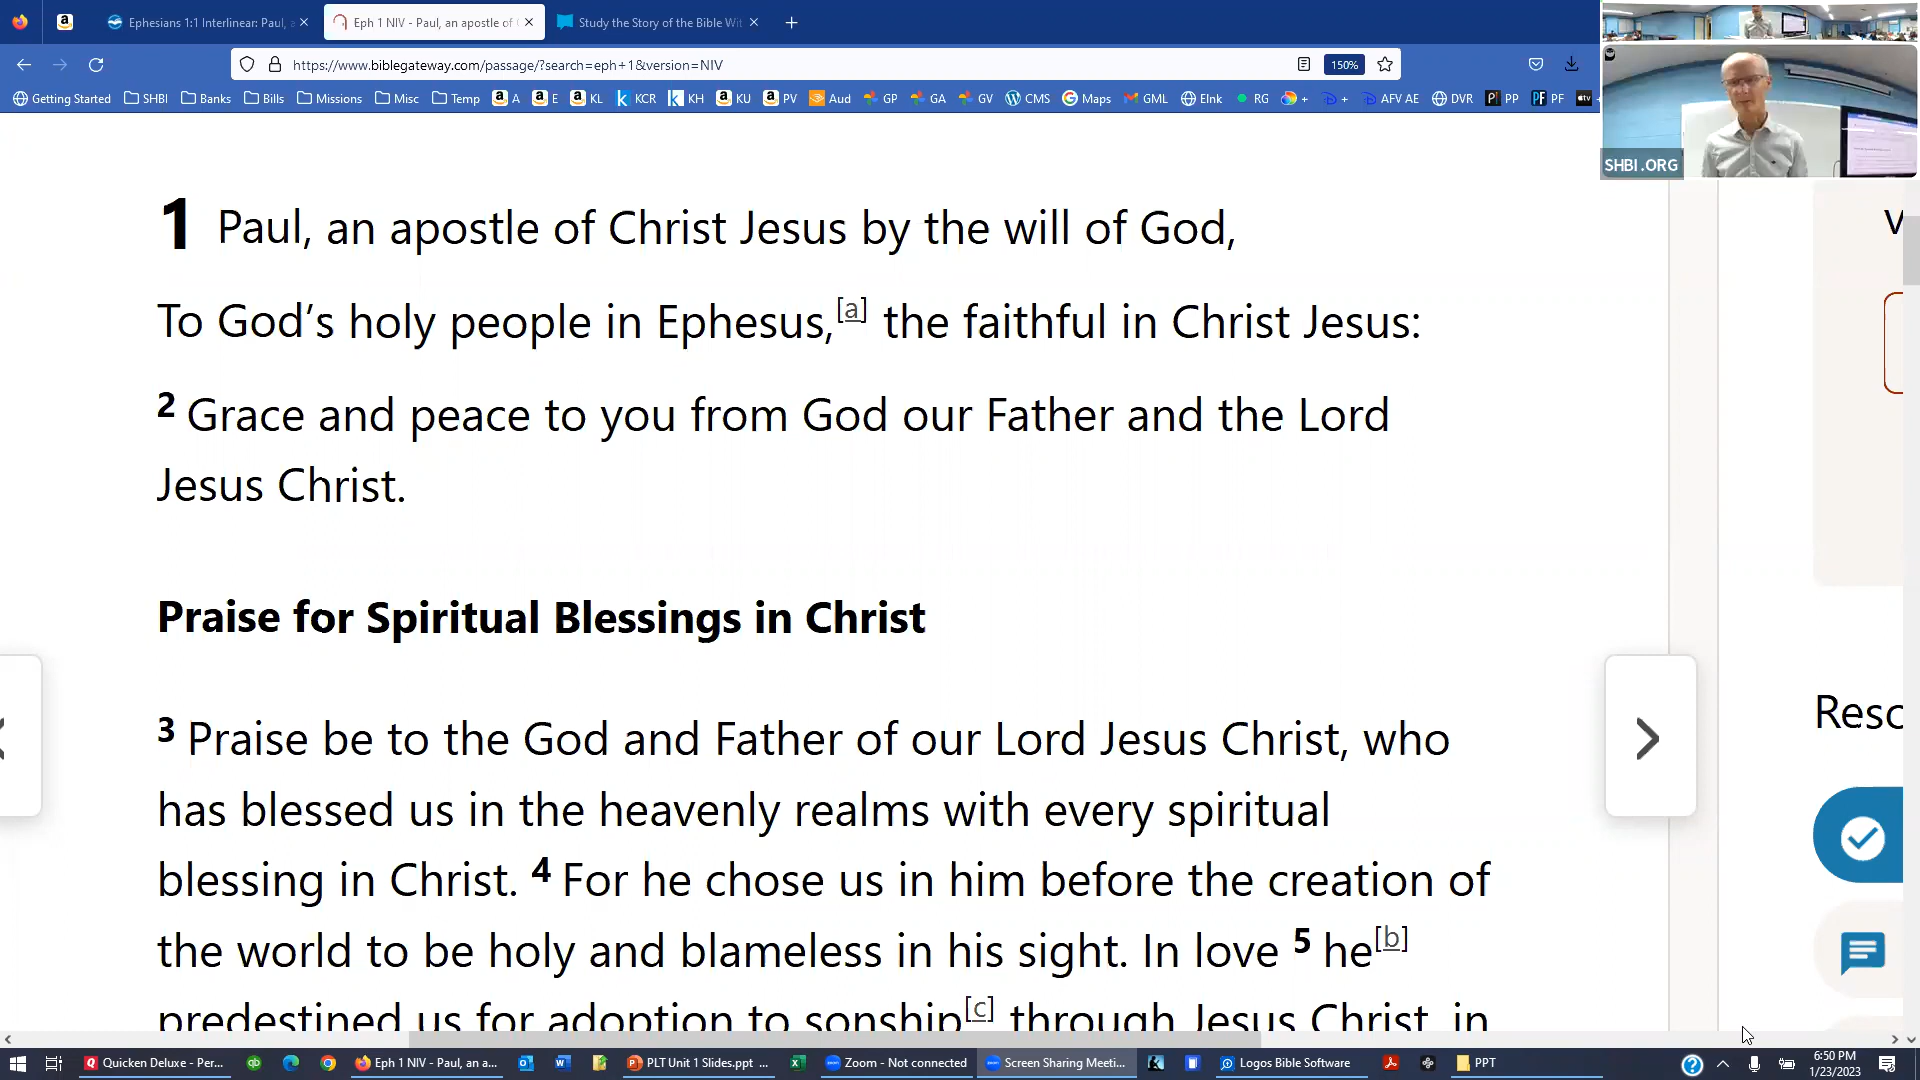 Ephesians 1:1 Interlinear: Paul, a
Eph 1 NIV - Paul, an apostle of
Study the Story of the Bible Wit
https://www.biblegateway.com/passage/?search=eph+1&version=NIV
150%
Getting Started SHBI Banks Bills Missions Misc Temp A E KL KCR KH KU PV Aud GP GA GV CMS Maps GML EInk RG + + AFV AE DVR PP PF
SHBI.ORG
1 Paul, an apostle of Christ Jesus by the will of God,
To God’s holy people in Ephesus,[a] the faithful in Christ Jesus:
2 Grace and peace to you from God our Father and the Lord
Jesus Christ.
Praise for Spiritual Blessings in Christ
3 Praise be to the God and Father of our Lord Jesus Christ, who
has blessed us in the heavenly realms with every spiritual
blessing in Christ. 4 For he chose us in him before the creation of
the world to be holy and blameless in his sight. In love 5 he[b]
predestined us for adoption to sonship[c] through Jesus Christ, in
V
Reso
Quicken Deluxe - Per...
Eph 1 NIV - Paul, an a...
PLT Unit 1 Slides.ppt ...
Zoom - Not connected
Screen Sharing Meeti...
Logos Bible Software
PPT
6:50 PM
1/23/2023